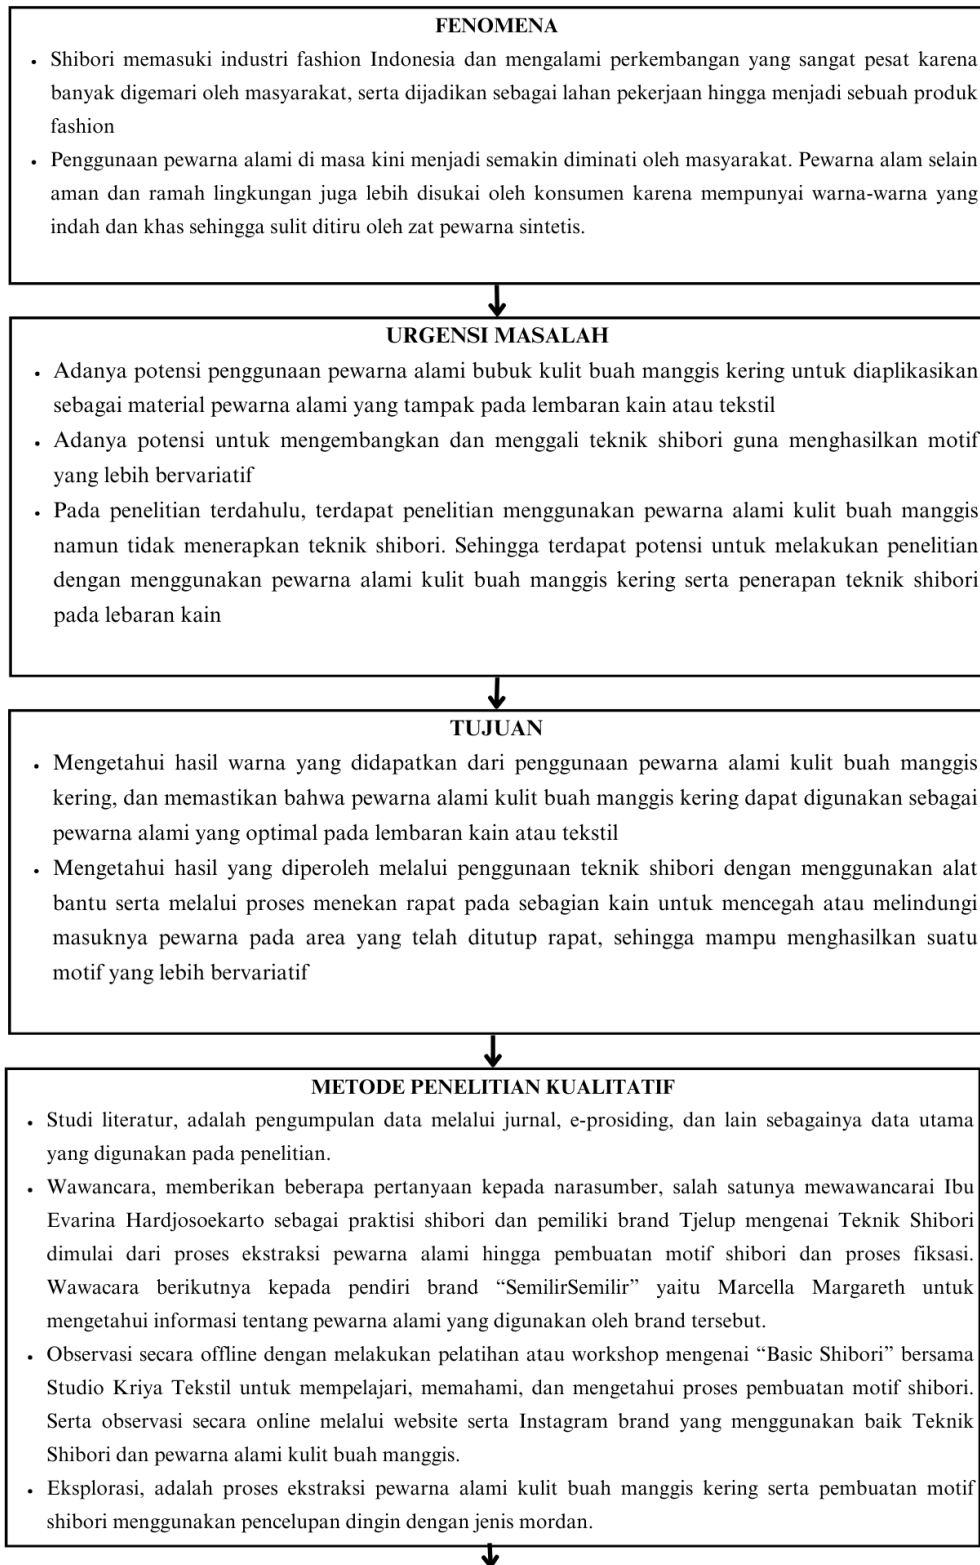 FENOMENA
• Shibori memasuki industri fashion Indonesia dan mengalami perkembangan yang sangat pesat karena
banyak digemari oleh masyarakat, serta dijadikan sebagai lahan pekerjaan hingga menjadi sebuah produk
fashion
• Penggunaan pewarna alami di masa kini menjadi semakin diminati oleh masyarakat. Pewarna alam selain
aman dan ramah lingkungan juga lebih disukai oleh konsumen karena mempunyai warna-warna yang
indah dan khas sehingga sulit ditiru oleh zat pewarna sintetis.
URGENSI MASALAH
• Adanya potensi penggunaan pewarna alami bubuk kulit buah manggis kering untuk diaplikasikan
sebagai material pewarna alami yang tampak pada lembaran kain atau tekstil
• Adanya potensi untuk mengembangkan dan menggali teknik shibori guna menghasilkan motif
yang lebih bervariatif
• Pada penelitian terdahulu, terdapat penelitian menggunakan pewarna alami kulit buah manggis
namun tidak menerapkan teknik shibori. Sehingga terdapat potensi untuk melakukan penelitian
dengan menggunakan pewarna alami kulit buah manggis kering serta penerapan teknik shibori
pada lebaran kain
TUJUAN
• Mengetahui hasil warna yang didapatkan dari penggunaan pewarna alami kulit buah manggis
kering, dan memastikan bahwa pewarna alami kulit buah manggis kering dapat digunakan sebagai
pewarna alami yang optimal pada lembaran kain atau tekstil
• Mengetahui hasil yang diperoleh melalui penggunaan teknik shibori dengan menggunakan alat
bantu serta melalui proses menekan rapat pada sebagian kain untuk mencegah atau melindungi
masuknya pewarna pada area yang telah ditutup rapat, sehingga mampu menghasilkan suatu
motif yang lebih bervariatif
METODE PENELITIAN KUALITATIF
• Studi literatur, adalah pengumpulan data melalui jurnal, e-prosiding, dan lain sebagainya data utama
yang digunakan pada penelitian.
• Wawancara, memberikan beberapa pertanyaan kepada narasumber, salah satunya mewawancarai Ibu
Evarina Hardjosoekarto sebagai praktisi shibori dan pemiliki brand Tjelup mengenai Teknik Shibori
dimulai dari proses ekstraksi pewarna alami hingga pembuatan motif shibori dan proses fiksasi.
Wawacara berikutnya kepada pendiri brand “SemilirSemilir” yaitu Marcella Margareth untuk
mengetahui informasi tentang pewarna alami yang digunakan oleh brand tersebut.
• Observasi secara offline dengan melakukan pelatihan atau workshop mengenai “Basic Shibori” bersama
Studio Kriya Tekstil untuk mempelajari, memahami, dan mengetahui proses pembuatan motif shibori.
Serta observasi secara online melalui website serta Instagram brand yang menggunakan baik Teknik
Shibori dan pewarna alami kulit buah manggis.
• Eksplorasi, adalah proses ekstraksi pewarna alami kulit buah manggis kering serta pembuatan motif
shibori menggunakan pencelupan dingin dengan jenis mordan.